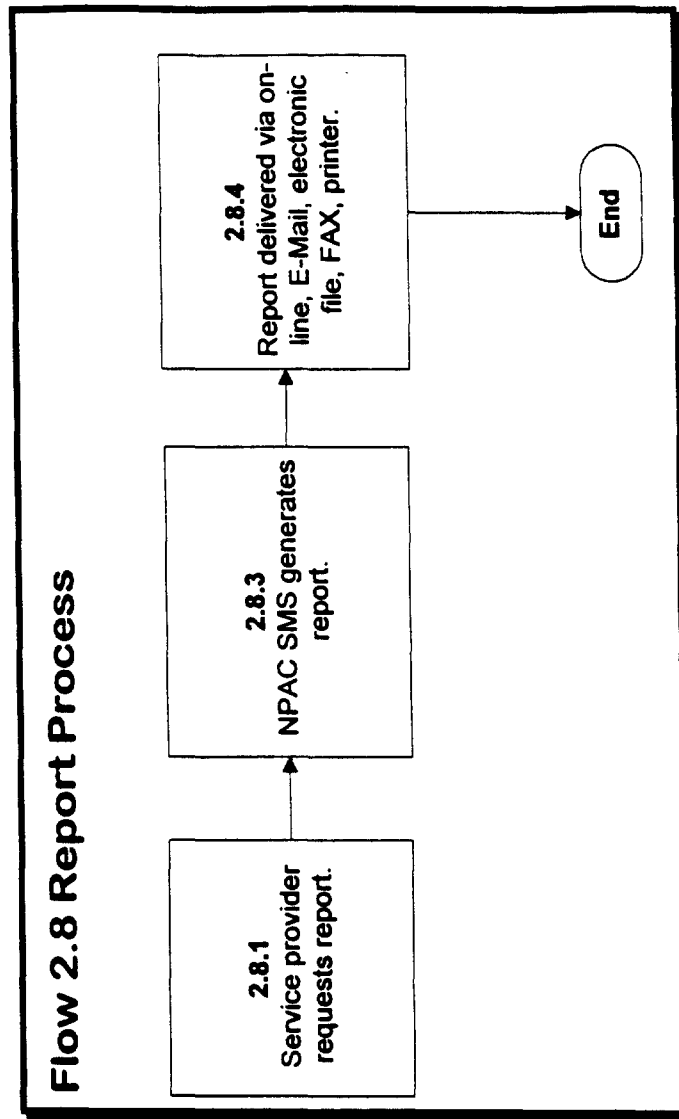 Flow 2.8 Report Process
2.8.1
Service provider
requests report.
2.8.3
NPAC SMS generates
report.
2.8.4
Report delivered via on-
line, E-Mail, electronic
file, FAX, printer.
End